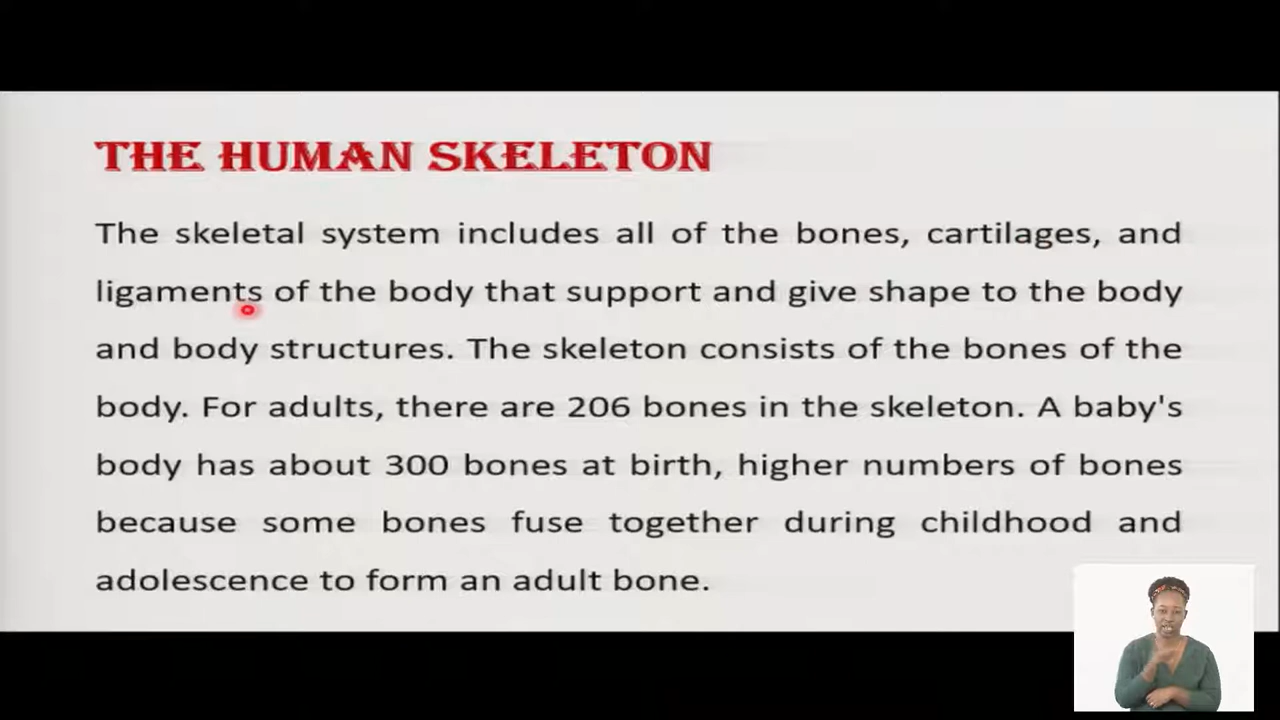 THE HUMAN SKELETON
The skeletal system includes all of the bones, cartilages, and
ligaments of the body that support and give shape to the body
and body structures. The skeleton consists of the bones of the
body. For adults, there are 206 bones in the skeleton. A baby's
body has about 300 bones at birth, higher numbers of bones
because some bones fuse together during childhood and
adolescence to form an adult bone.